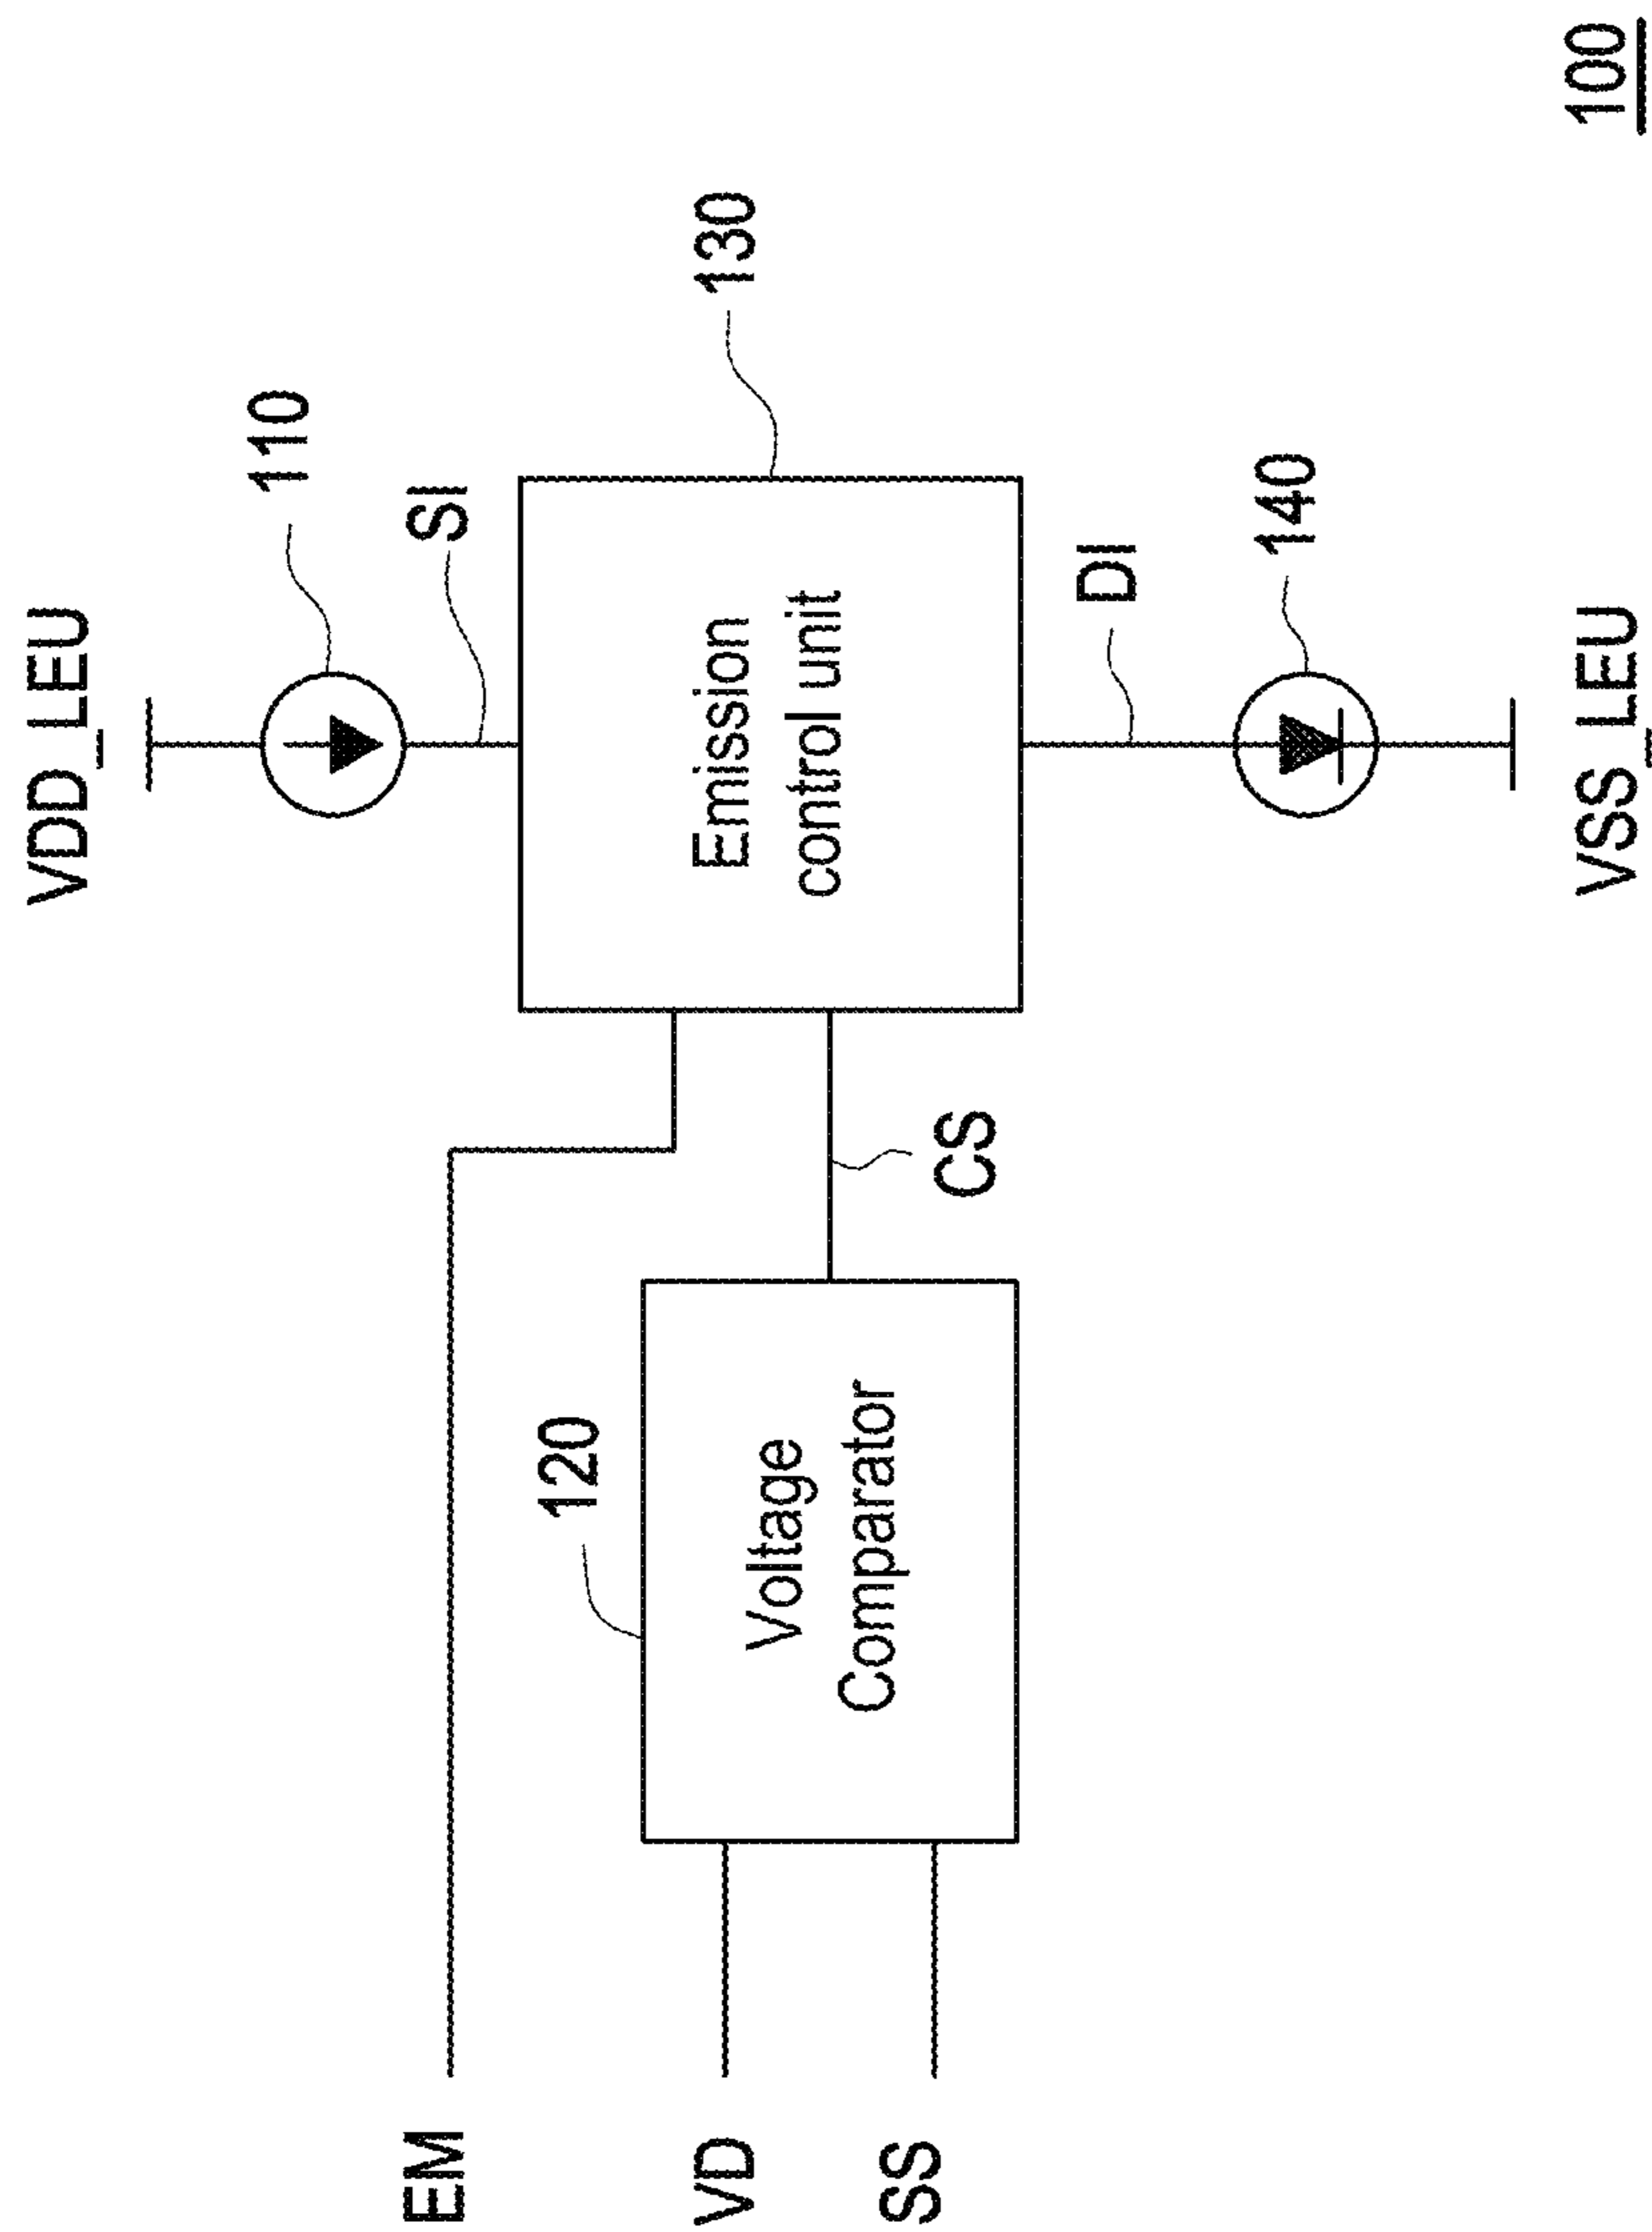 VDD_LEU
110
SI
EM
120
Emission
control unit
130
VD
Voltage
Comparator
SS
CS
DI
140
VSS_LEU
100